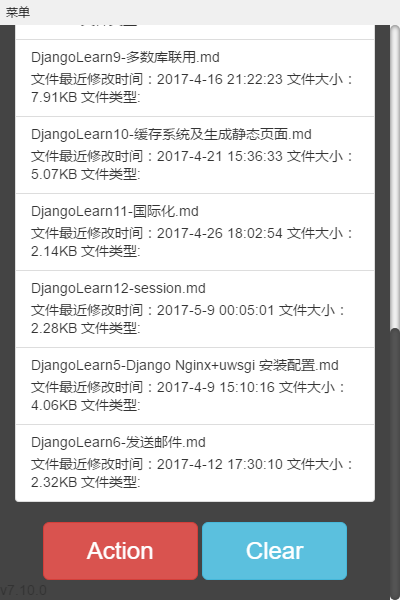 菜单
DjangoLearn9-多数库联用.md
文件最近修改时间：2017-4-16 21:22:23 文件大小：
7.91KB 文件类型:
DjangoLearn10-缓存系统及生成静态页面.md
文件最近修改时间：2017-4-21 15:36:33 文件大小：
5.07KB 文件类型:
DjangoLearn11-国际化.md
文件最近修改时间：2017-4-26 18:02:54 文件大小：
2.14KB 文件类型:
DjangoLearn12-session.md
文件最近修改时间：2017-5-9 00:05:01 文件大小：
2.28KB 文件类型:
DjangoLearn5-Django Nginx+uwsgi 安装配置.md
文件最近修改时间：2017-4-9 15:10:16 文件大小：
4.06KB 文件类型:
DjangoLearn6-发送邮件.md
文件最近修改时间：2017-4-12 17:30:10 文件大小：
2.32KB 文件类型:
Action Clear
v7.10.0